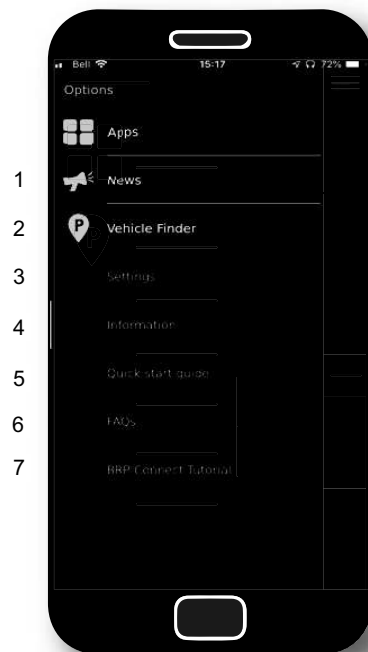 Bell 15:17 72%
Options
Apps
1 News
2 P Vehicle Finder
3 Settings
4 Information
5 Quick start guide
6 FAQs
7 BRP Connect Tutorial